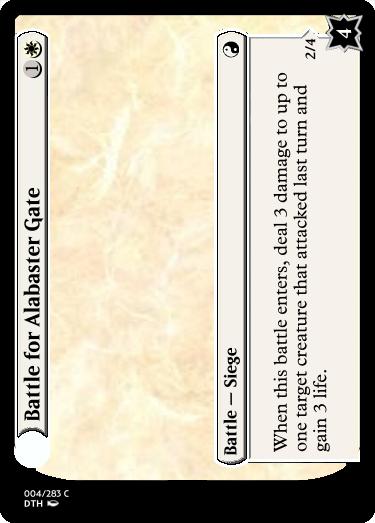 Battle for Alabaster Gate
1
Battle — Siege
When this battle enters, deal 3 damage to up to
one target creature that attacked last turn and
gain 3 life.
2/4
4
004/283 C
DTH